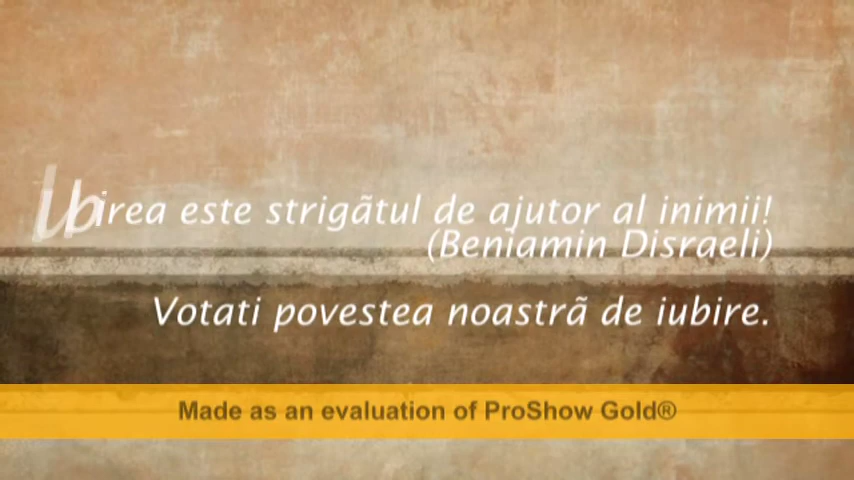 Iubirea este strigãtul de ajutor al inimii!
(Beniamin Disraeli)
Votati povestea noastrã de iubire.
Made as an evaluation of ProShow Gold®